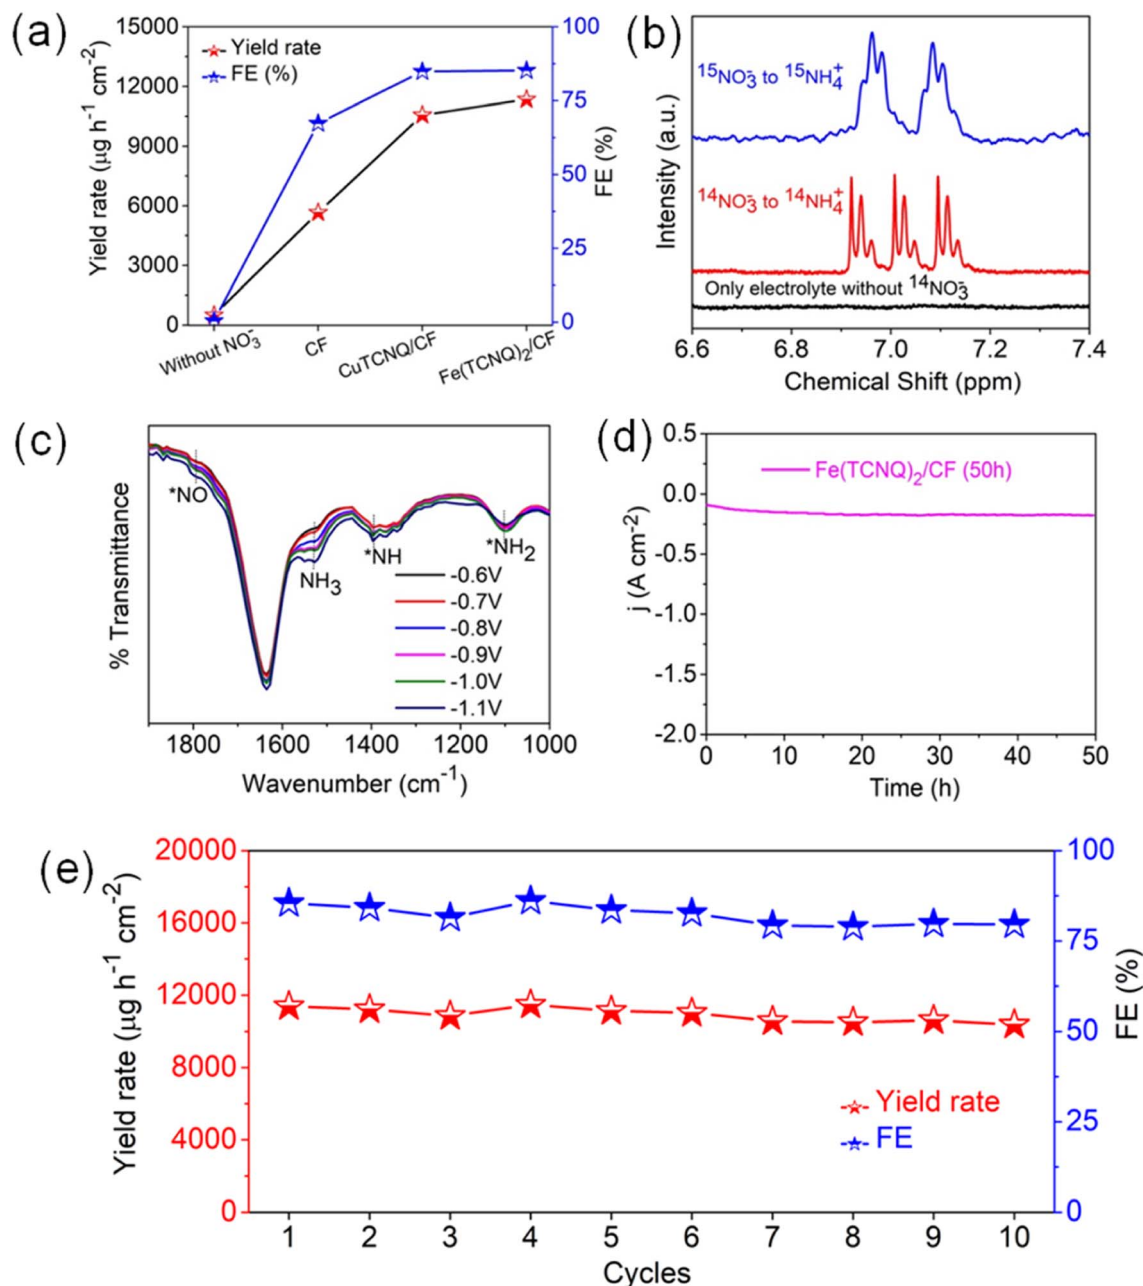 (a)
Yield rate (μg h⁻¹ cm⁻²)
15000
12000
9000
6000
3000
0
Yield rate
FE (%)
100
75
50
25
0
FE (%)
Without NO₃⁻
CF
CuTCNQ/CF
Fe(TCNQ)₂/CF
(b)
Intensity (a.u.)
¹⁵NO₃⁻ to ¹⁵NH₄⁺
¹⁴NO₃⁻ to ¹⁴NH₄⁺
Only electrolyte without ¹⁴NO₃⁻
6.6 6.8 7.0 7.2 7.4
Chemical Shift (ppm)
(c)
% Transmittance
*NO
NH₃
*NH
*NH₂
-0.6V
-0.7V
-0.8V
-0.9V
-1.0V
-1.1V
1800 1600 1400 1200 1000
Wavenumber (cm⁻¹)
(d)
j (A cm⁻²)
0.5
0.0
-0.5
-1.0
-1.5
-2.0
Fe(TCNQ)₂/CF (50h)
0 10 20 30 40 50
Time (h)
(e)
Yield rate (μg h⁻¹ cm⁻²)
20000
16000
12000
8000
4000
0
Yield rate
FE
100
75
50
25
0
FE (%)
1 2 3 4 5 6 7 8 9 10
Cycles